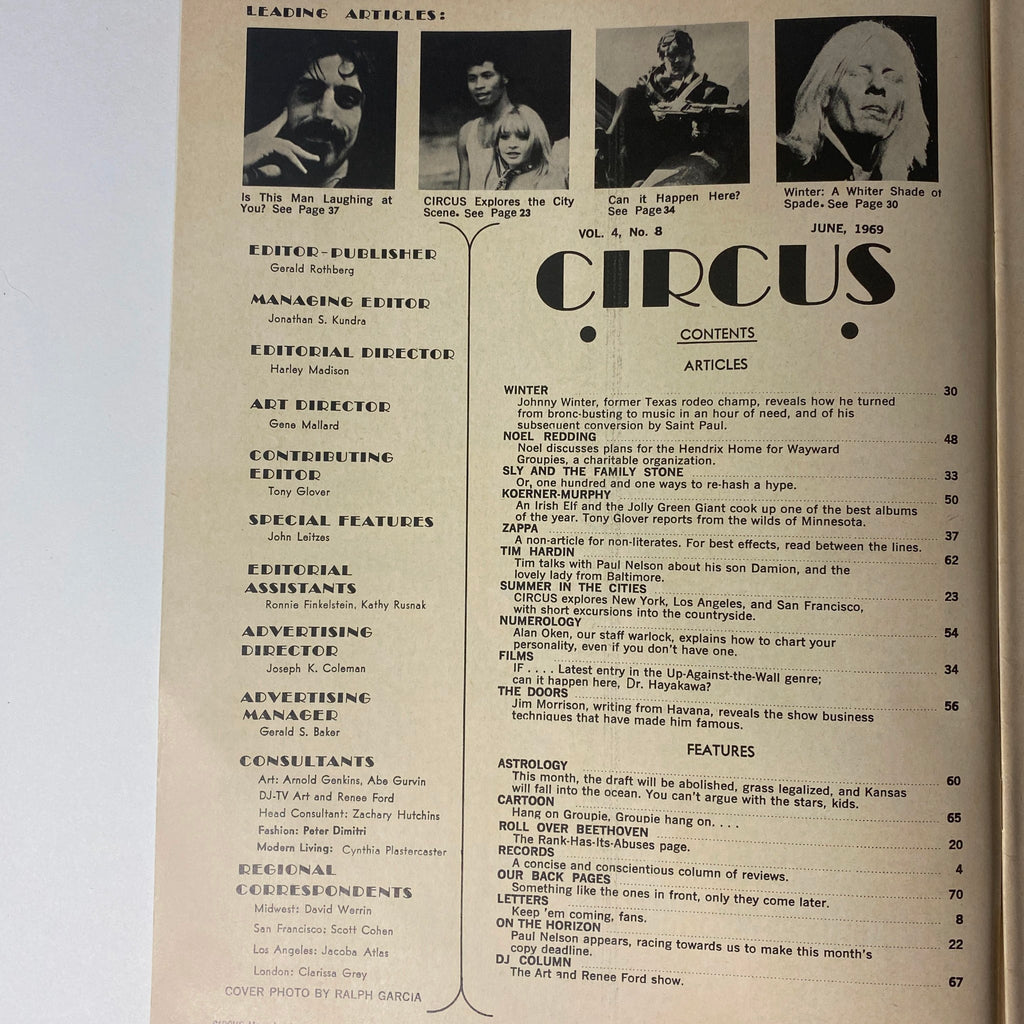 LEADING ARTICLES:
Is This Man Laughing at
You? See Page 37
CIRCUS Explores the City
Scene. See Page 23
Can it Happen Here?
See Page 34
Winter: A Whiter Shade of
Spade. See Page 30
EDITOR-PUBLISHER
Gerald Rothberg
MANAGING EDITOR
Jonathan S. Kundra
EDITORIAL DIRECTOR
Harley Madison
ART DIRECTOR
Gene Mallard
CONTRIBUTING
EDITOR
Tony Glover
SPECIAL FEATURES
John Leitzes
EDITORIAL
ASSISTANTS
Ronnie Finkelstein, Kathy Rusnak
ADVERTISING
DIRECTOR
Joseph K. Coleman
ADVERTISING
MANAGER
Gerald S. Baker
CONSULTANTS
Art: Arnold Genkins, Abe Gurvin
DJ-TV Art and Renee Ford
Head Consultant: Zachary Hutchins
Fashion: Peter Dimitri
Modern Living: Cynthia Plastercaster
REGIONAL
CORRESPONDENTS
Midwest: David Werrin
San Francisco: Scott Cohen
Los Angeles: Jacoba Atlas
London: Clarissa Grey
COVER PHOTO BY RALPH GARCIA
VOL. 4, No. 8 JUNE, 1969
CIRCUS
CONTENTS
ARTICLES
WINTER 30
Johnny Winter, former Texas rodeo champ, reveals how he turned
from bronc-busting to music in an hour of need, and of his
subsequent conversion by Saint Paul.
NOEL REDDING 48
Noel discusses plans for the Hendrix Home for Wayward
Groupies, a charitable organization.
SLY AND THE FAMILY STONE 33
Or, one hundred and one ways to re-hash a hype.
KOERNER-MURPHY 50
An Irish Elf and the Jolly Green Giant cook up one of the best albums
of the year. Tony Glover reports from the wilds of Minnesota.
ZAPPA 37
A non-article for non-literates. For best effects, read between the lines.
TIM HARDIN 62
Tim talks with Paul Nelson about his son Damion, and the
lovely lady from Baltimore.
SUMMER IN THE CITIES 23
CIRCUS explores New York, Los Angeles, and San Francisco,
with short excursions into the countryside.
NUMEROLOGY 54
Alan Oken, our staff warlock, explains how to chart your
personality, even if you don't have one.
FILMS 34
IF . . . . Latest entry in the Up-Against-the-Wall genre;
can it happen here, Dr. Hayakawa?
THE DOORS 56
Jim Morrison, writing from Havana, reveals the show business
techniques that have made him famous.
FEATURES
ASTROLOGY 60
This month, the draft will be abolished, grass legalized, and Kansas
will fall into the ocean. You can't argue with the stars, kids.
CARTOON 65
Hang on Groupie, Groupie hang on. . . .
ROLL OVER BEETHOVEN 20
The Rank-Has-Its-Abuses page.
RECORDS 4
A concise and conscientious column of reviews.
OUR BACK PAGES 70
Something like the ones in front, only they come later.
LETTERS 8
Keep 'em coming, fans.
ON THE HORIZON 22
Paul Nelson appears, racing towards us to make this month's
copy deadline.
DJ COLUMN 67
The Art and Renee Ford show.